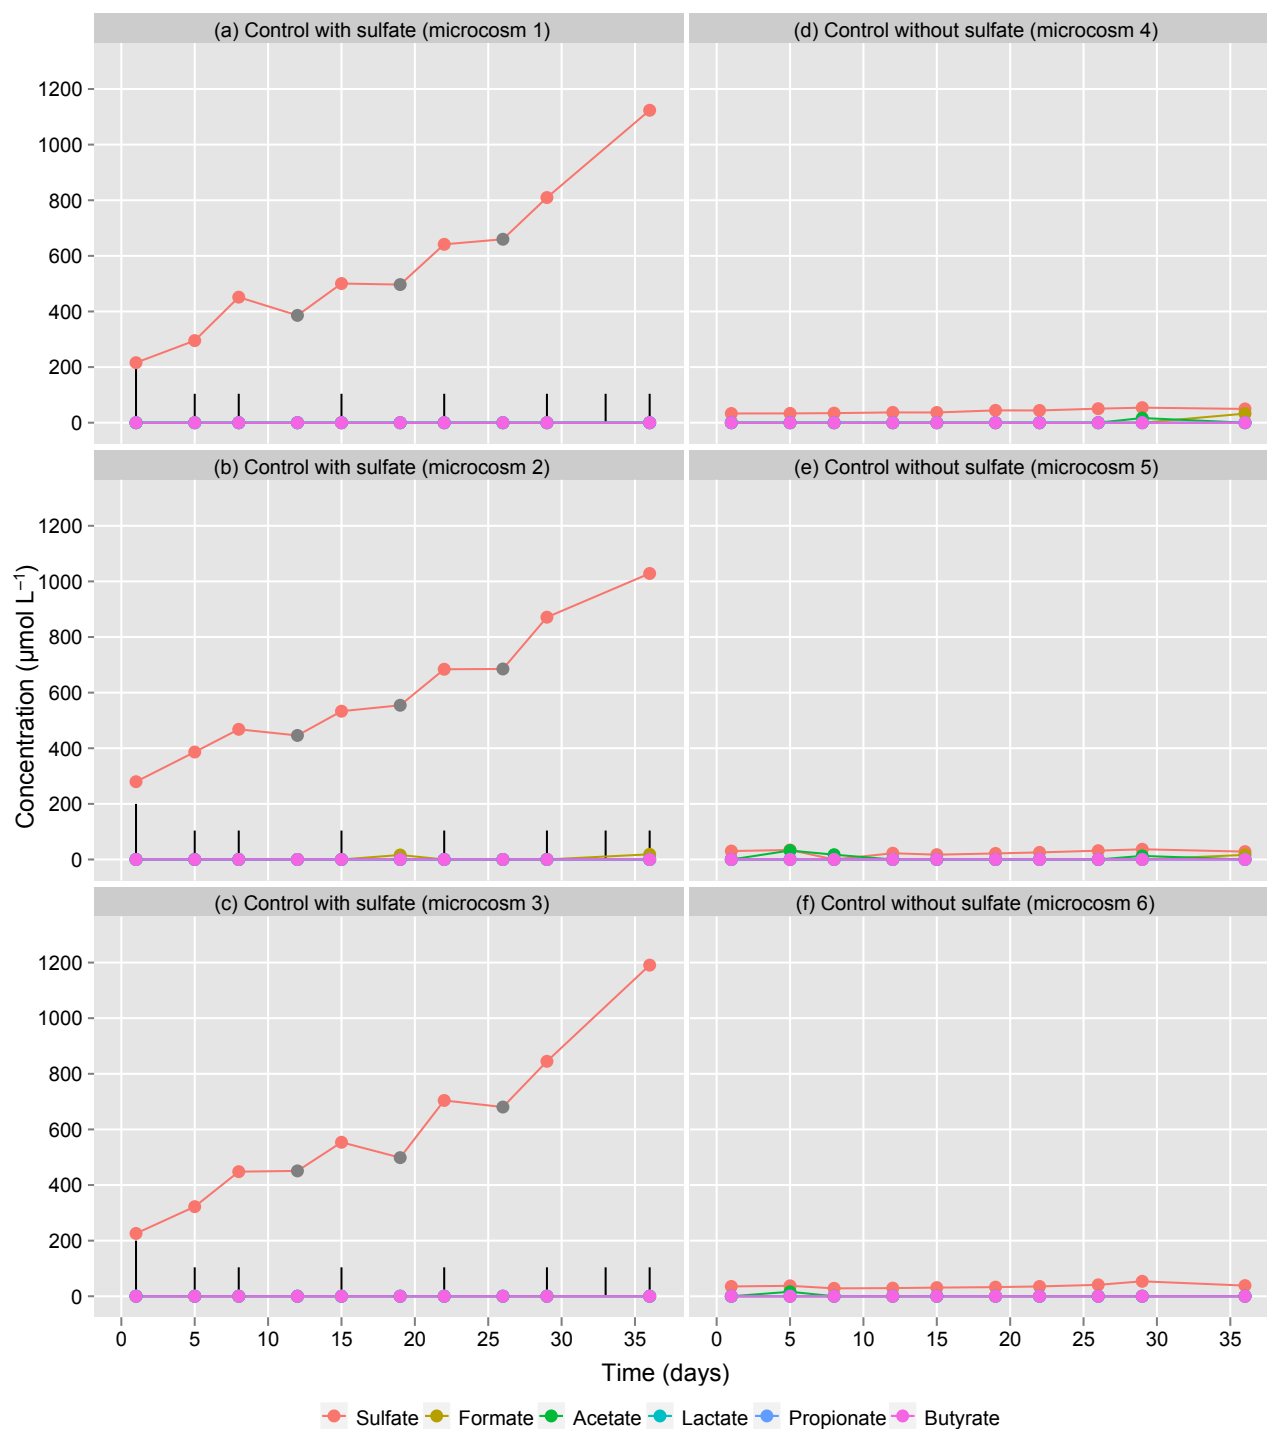 (a) Control with sulfate (microcosm 1)
(d) Control without sulfate (microcosm 4)
1200
1000
800
600
400
200
0
(b) Control with sulfate (microcosm 2)
(e) Control without sulfate (microcosm 5)
1200
1000
800
600
400
200
0
Concentration (µmol L⁻¹)
(c) Control with sulfate (microcosm 3)
(f) Control without sulfate (microcosm 6)
1200
1000
800
600
400
200
0
0 5 10 15 20 25 30 35 0 5 10 15 20 25 30 35
Time (days)
Sulfate Formate Acetate Lactate Propionate Butyrate